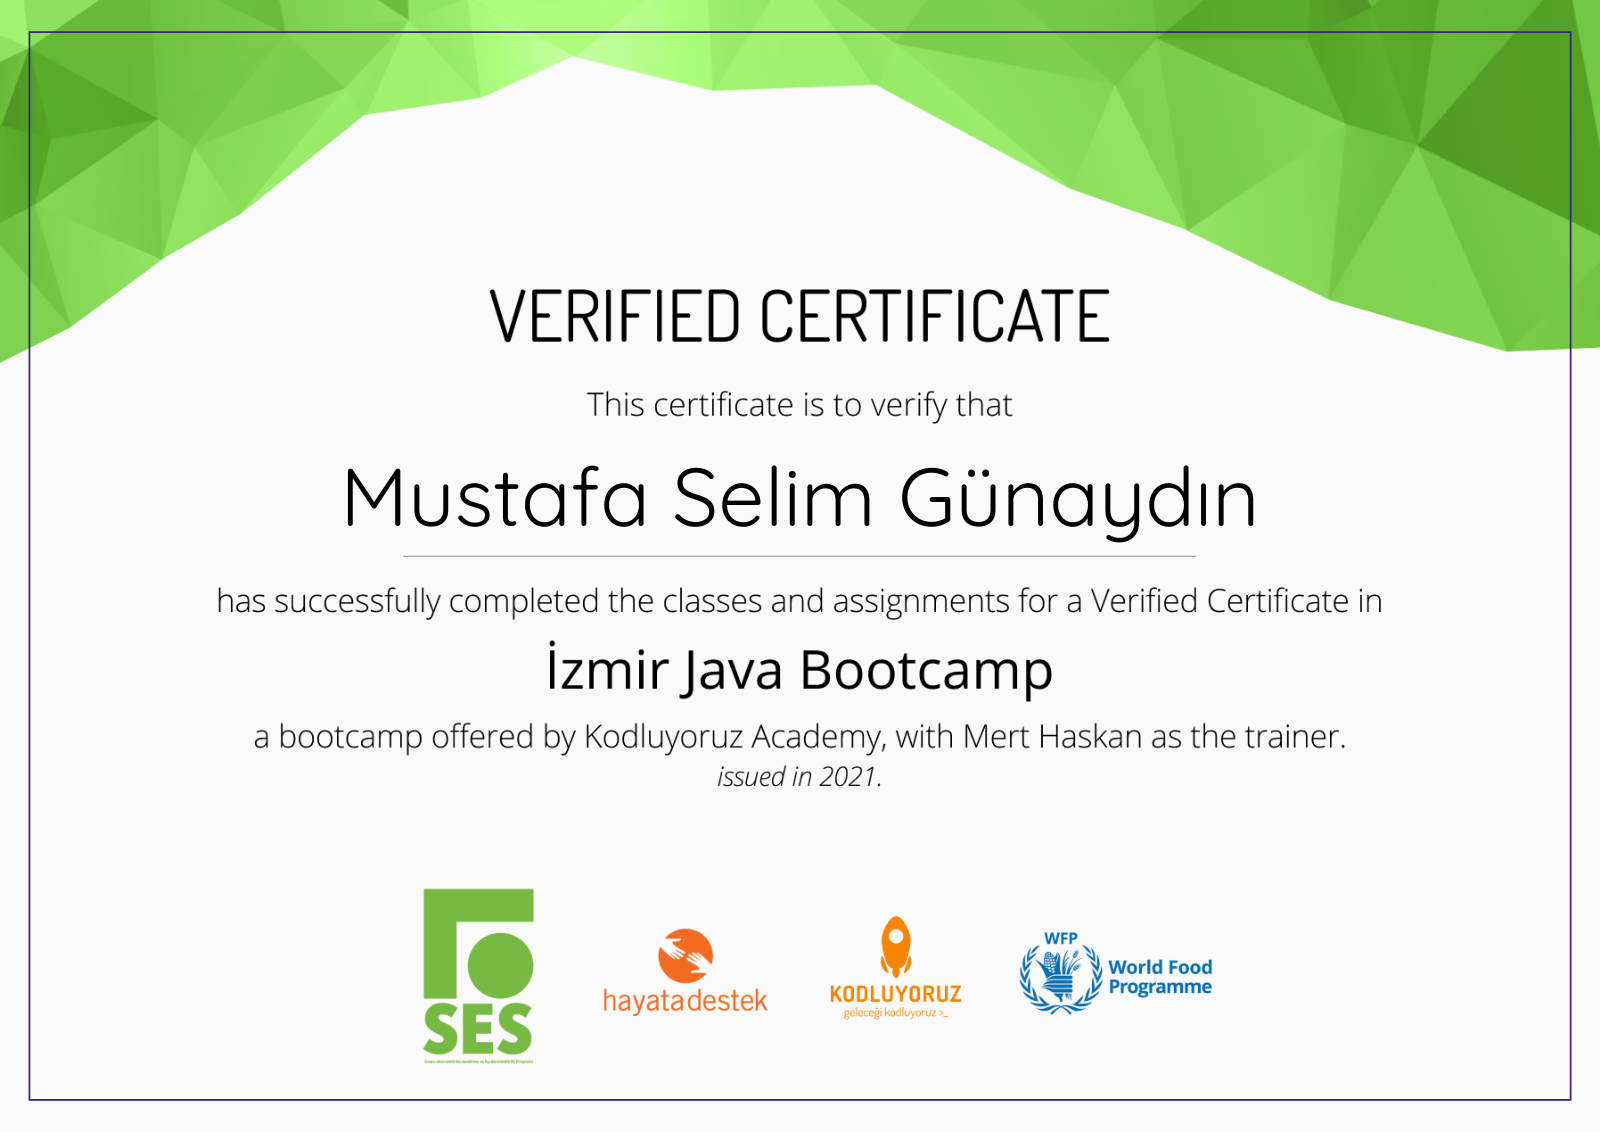 VERIFIED CERTIFICATE
This certificate is to verify that
Mustafa Selim Günaydın
has successfully completed the classes and assignments for a Verified Certificate in
İzmir Java Bootcamp
a bootcamp offered by Kodluyoruz Academy, with Mert Haskan as the trainer.
issued in 2021.
SES
hayata destek
KODLUYORUZ
geleceği kodluyoruz >_
WFP
World Food
Programme